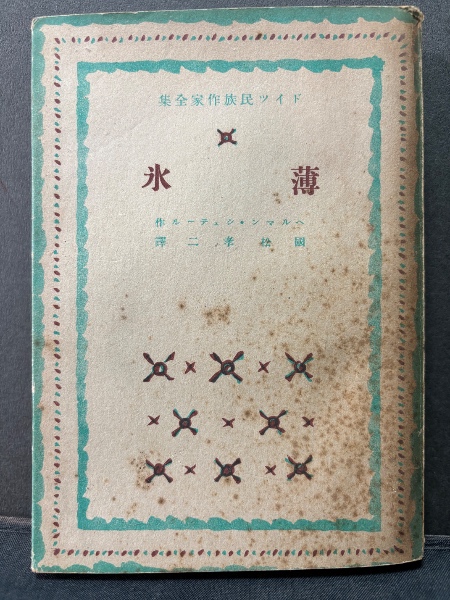 ドイツ民族作家全集
薄氷
ヘルマン・シュテール作
國松孝二譯